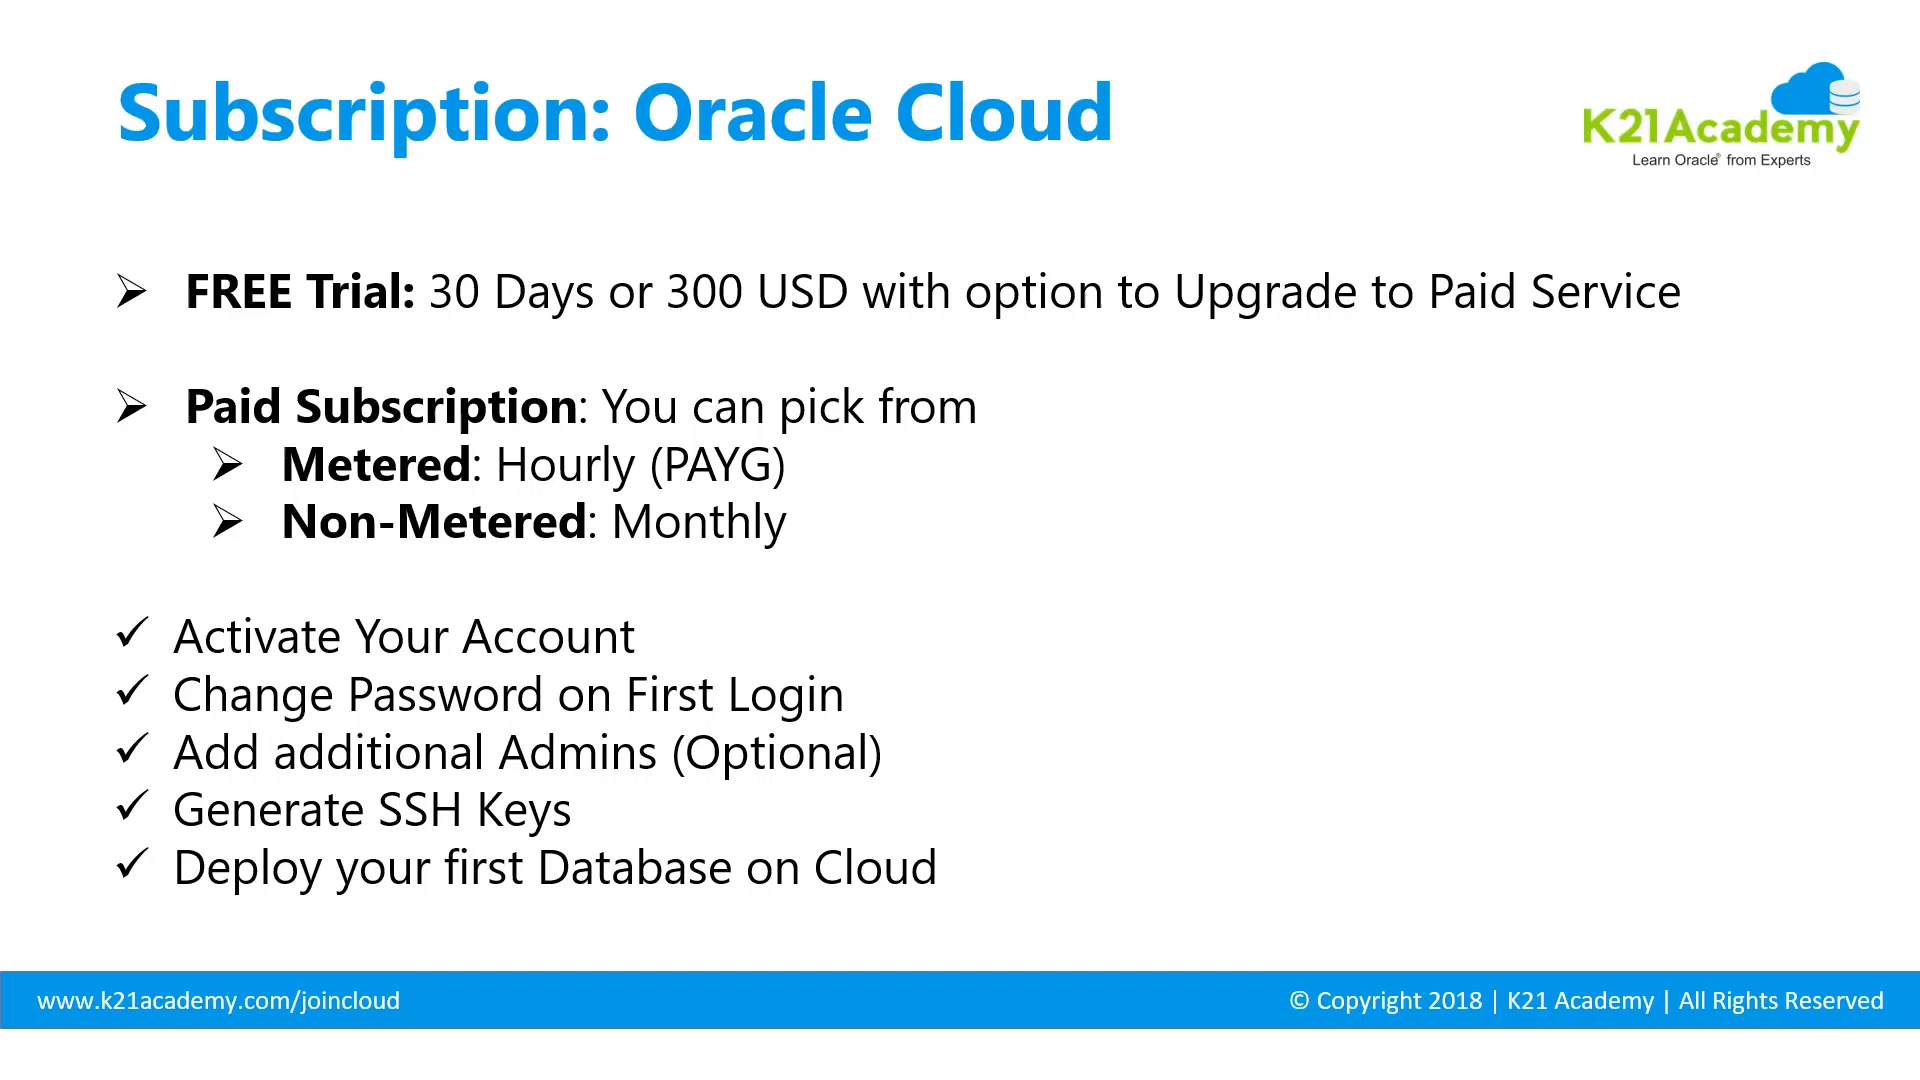 Subscription: Oracle Cloud
K21Academy
Learn Oracle® from Experts
FREE Trial: 30 Days or 300 USD with option to Upgrade to Paid Service
Paid Subscription: You can pick from
Metered: Hourly (PAYG)
Non-Metered: Monthly
Activate Your Account
Change Password on First Login
Add additional Admins (Optional)
Generate SSH Keys
Deploy your first Database on Cloud
www.k21academy.com/joincloud
© Copyright 2018 | K21 Academy | All Rights Reserved